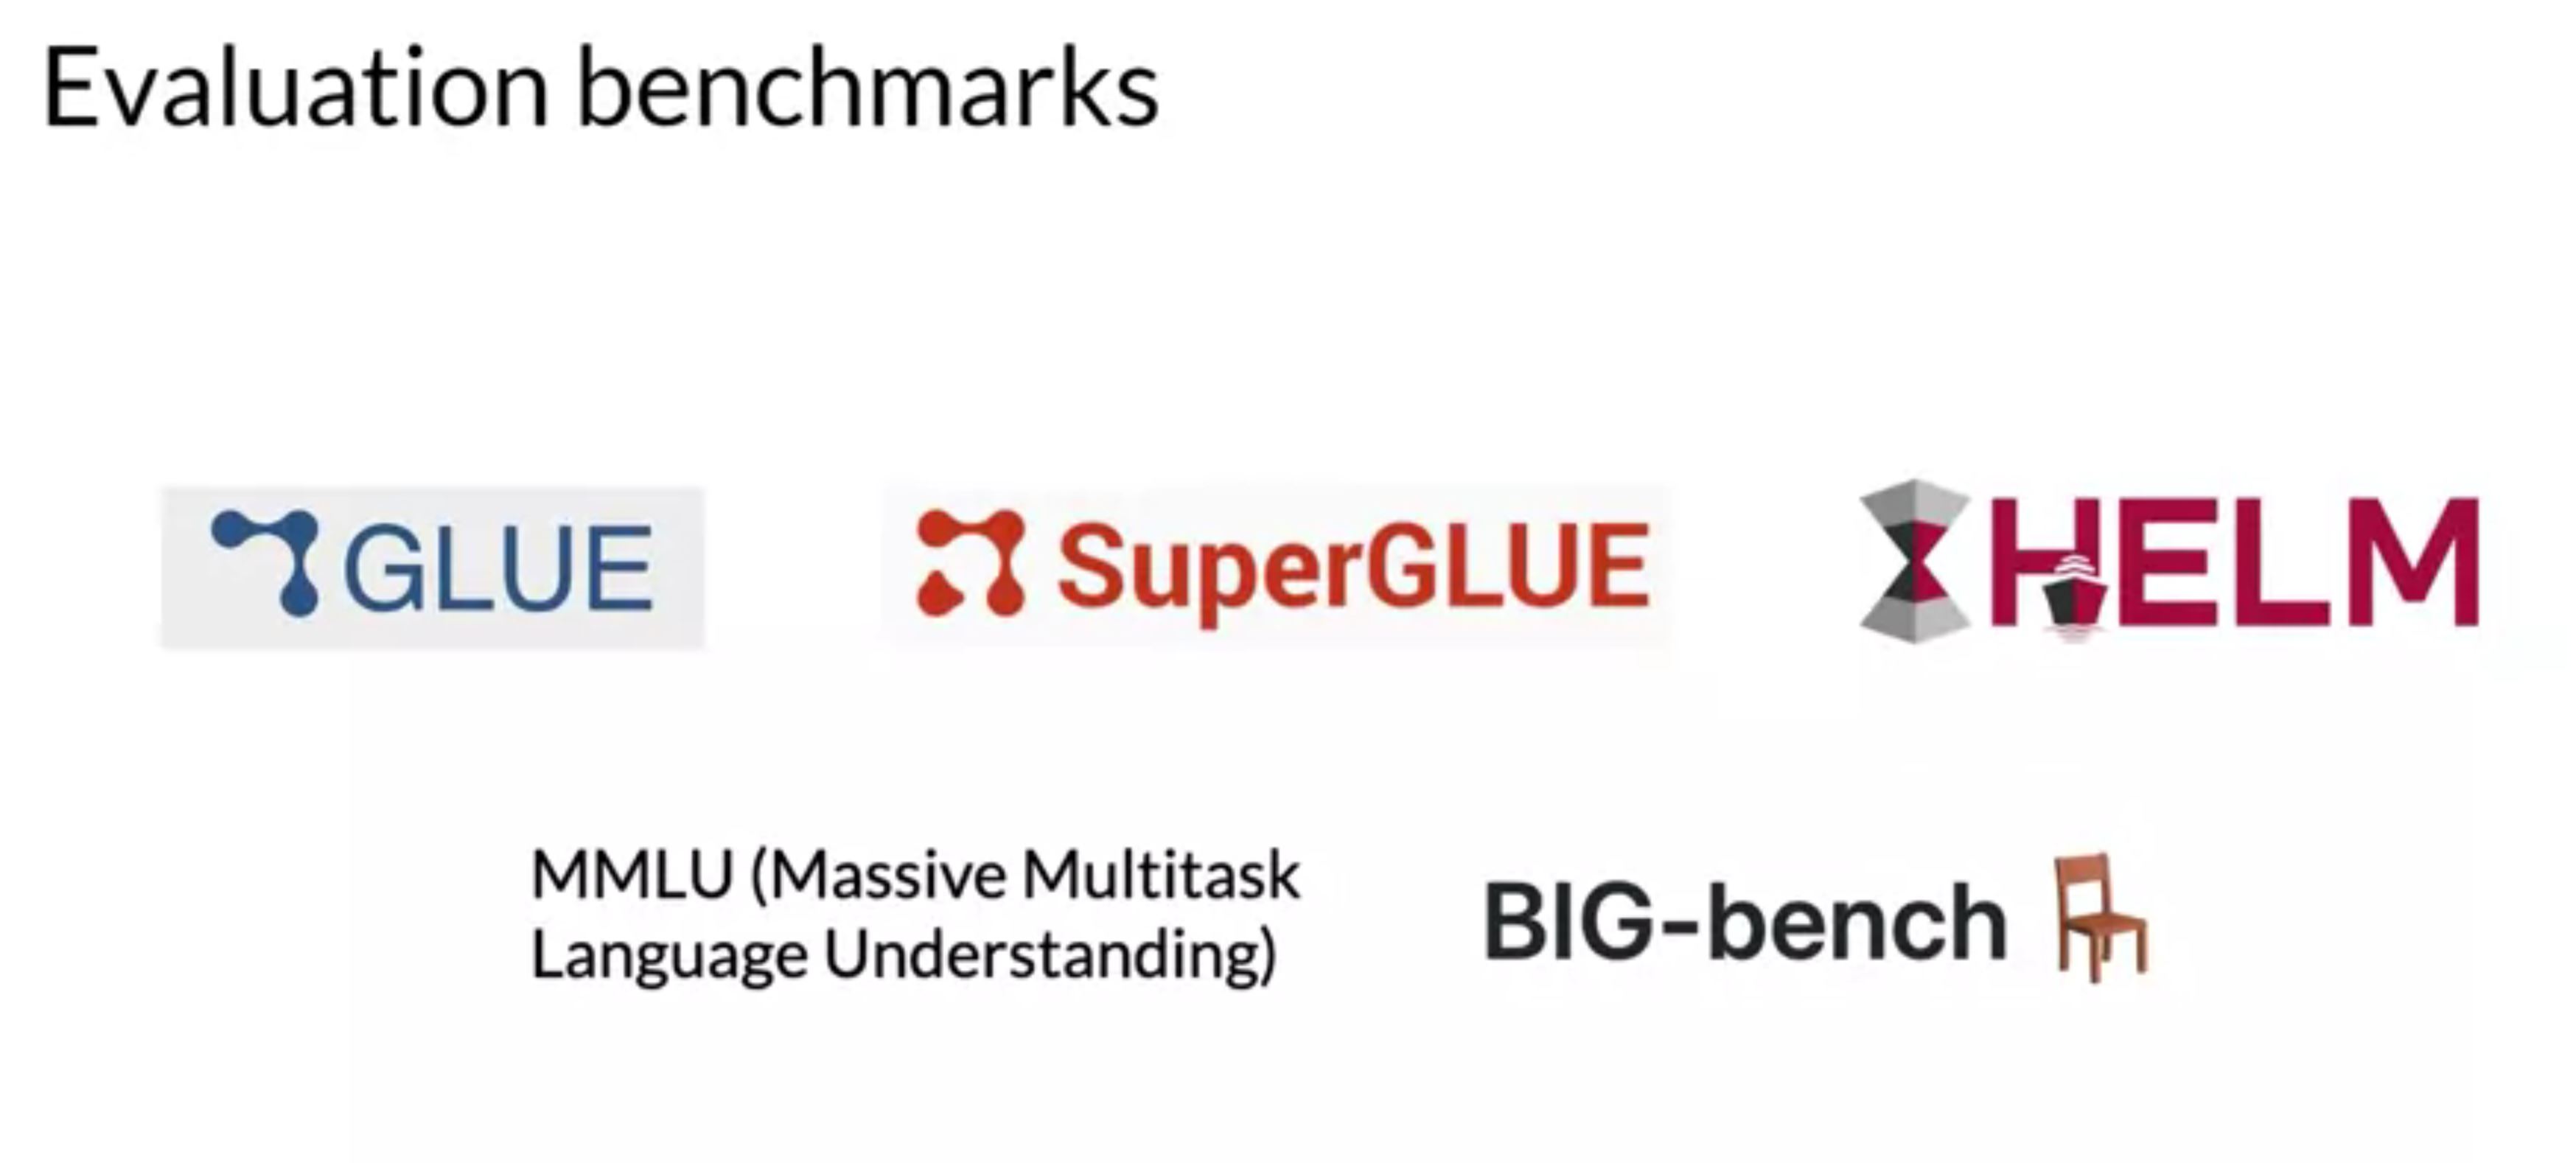 Evaluation benchmarks
GLUE
SuperGLUE
HELM
MMLU (Massive Multitask
Language Understanding)
BIG-bench